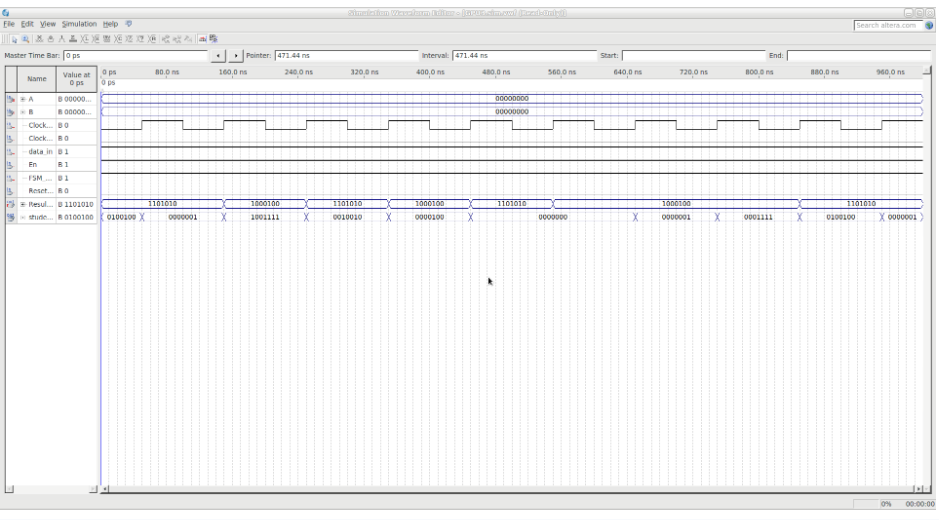 Simulation Waveform Editor
File Edit View Simulation Help
Search altera.com
Master Time Bar: 0 ps Pointer: 471.44 ns Interval: 471.44 ns Start: End:
Name Value at 0 ps 0 ps 80.0 ns 160.0 ns 240.0 ns 320.0 ns 400.0 ns 480.0 ns 560.0 ns 640.0 ns 720.0 ns 800.0 ns 880.0 ns 960.0 ns
0 ps
A B 00000... 00000000
B B 00000... 00000000
Clock... B 0
Clock... B 0
data_in B 1
En B 1
FSM_... B 1
Reset... B 0
Resul... B 1101010 1101010 1000100 1101010 1000100 1101010 1000100 1101010
stude... B 0100100 0100100 0000001 1001111 0010010 0000100 0000000 0000001 0001111 0100100 0000001
0% 00:00:00